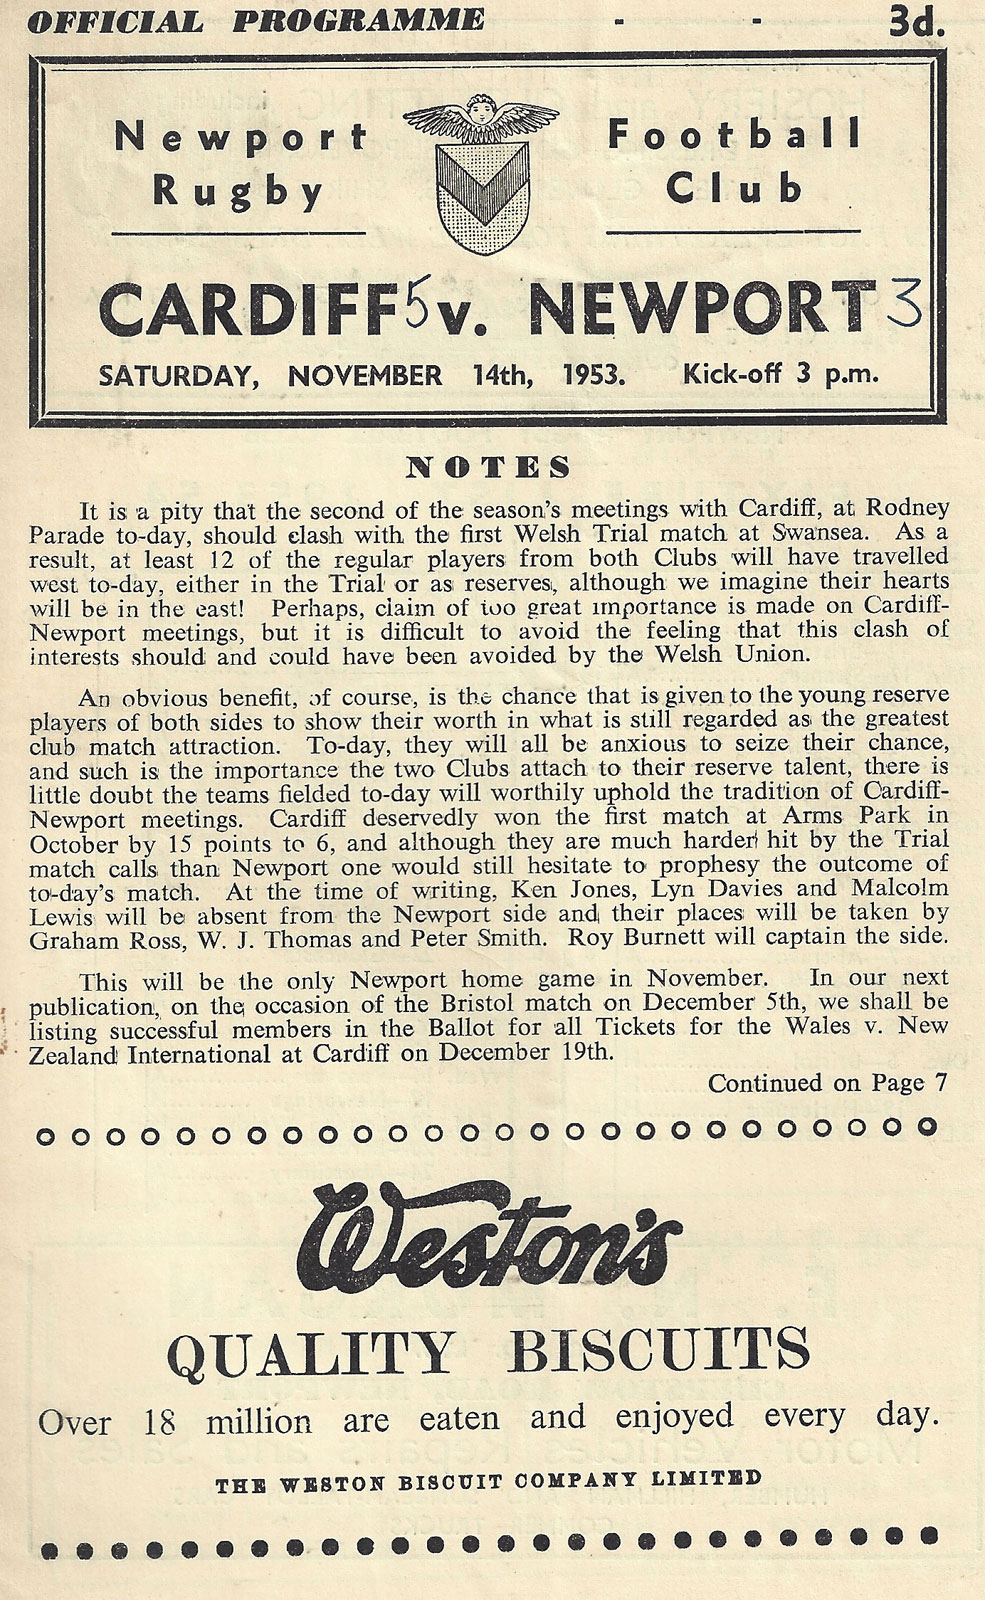 OFFICIAL PROGRAMME - - 3d.
Newport Football
Rugby Club
CARDIFF 5 v. NEWPORT 3
SATURDAY, NOVEMBER 14th, 1953. Kick-off 3 p.m.
NOTES
It is a pity that the second of the season's meetings with Cardiff, at Rodney
Parade to-day, should clash with the first Welsh Trial match at Swansea. As a
result, at least 12 of the regular players from both Clubs will have travelled
west to-day, either in the Trial or as reserves, although we imagine their hearts
will be in the east! Perhaps, claim of too great importance is made on Cardiff-
Newport meetings, but it is difficult to avoid the feeling that this clash of
interests should and could have been avoided by the Welsh Union.
An obvious benefit, of course, is the chance that is given to the young reserve
players of both sides to show their worth in what is still regarded as the greatest
club match attraction. To-day, they will all be anxious to seize their chance,
and such is the importance the two Clubs attach to their reserve talent, there is
little doubt the teams fielded to-day will worthily uphold the tradition of Cardiff-
Newport meetings. Cardiff deservedly won the first match at Arms Park in
October by 15 points to 6, and although they are much harder hit by the Trial
match calls than Newport one would still hesitate to prophesy the outcome of
to-day's match. At the time of writing, Ken Jones, Lyn Davies and Malcolm
Lewis will be absent from the Newport side and their places will be taken by
Graham Ross, W. J. Thomas and Peter Smith. Roy Burnett will captain the side.
This will be the only Newport home game in November. In our next
publication, on the occasion of the Bristol match on December 5th, we shall be
listing successful members in the Ballot for all Tickets for the Wales v. New
Zealand International at Cardiff on December 19th.
Continued on Page 7
Weston's
QUALITY BISCUITS
Over 18 million are eaten and enjoyed every day.
THE WESTON BISCUIT COMPANY LIMITED